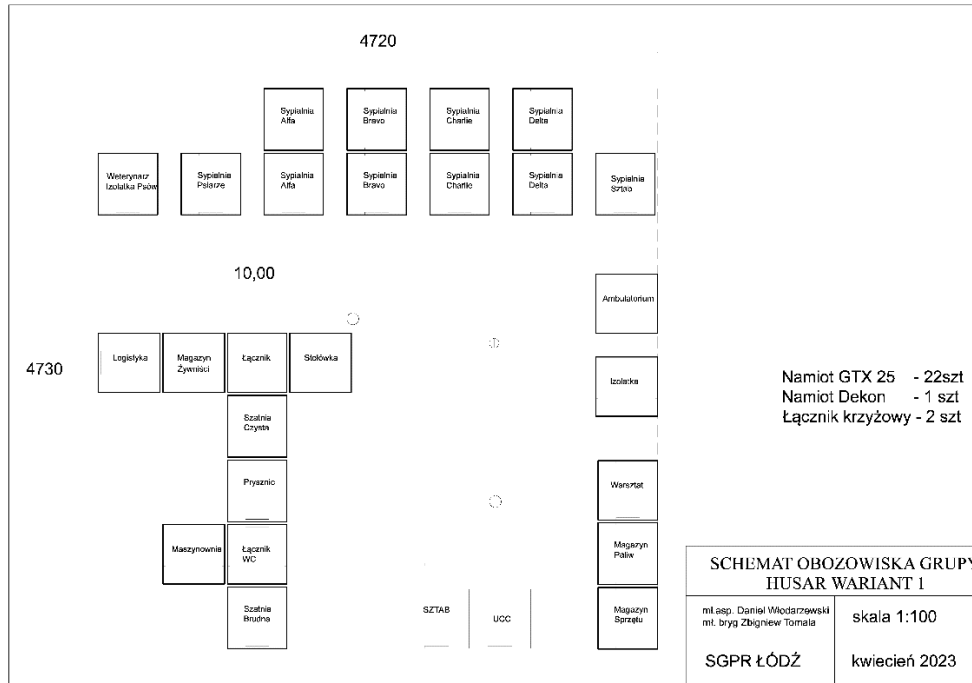 4720
Sypialnia
Alfa
Sypialnia
Bravo
Sypialnia
Charlie
Sypialnia
Delta
Weterynarz
Izolatka Psów
Sypialnia
Psiarze
Sypialnia
Alfa
Sypialnia
Bravo
Sypialnia
Charlie
Sypialnia
Delta
Sypialnia
Sztab
10,00
Ambulatorium
4730
Logistyka
Magazyn
Żywniści
Łącznik
Stołówka
Izolatka
Namiot GTX 25 - 22szt
Namiot Dekon - 1 szt
Łącznik krzyżowy - 2 szt
Szatnia
Czysta
Prysznic
Warsztat
Maszynownia
Łącznik
WC
Magazyn
Paliw
Szatnia
Brudna
SZTAB
UCC
Magazyn
Sprzętu
SCHEMAT OBOZOWISKA GRUPY
HUSAR WARIANT 1
mł.asp. Daniel Włodarzewski
mł. bryg Zbigniew Tomala
skala 1:100
SGPR ŁÓDŹ
kwiecień 2023